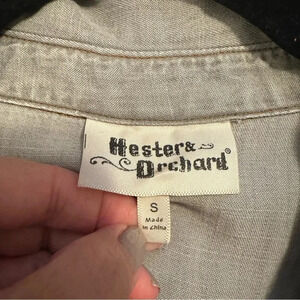 Hester&
Orchard®
S
Made
in China